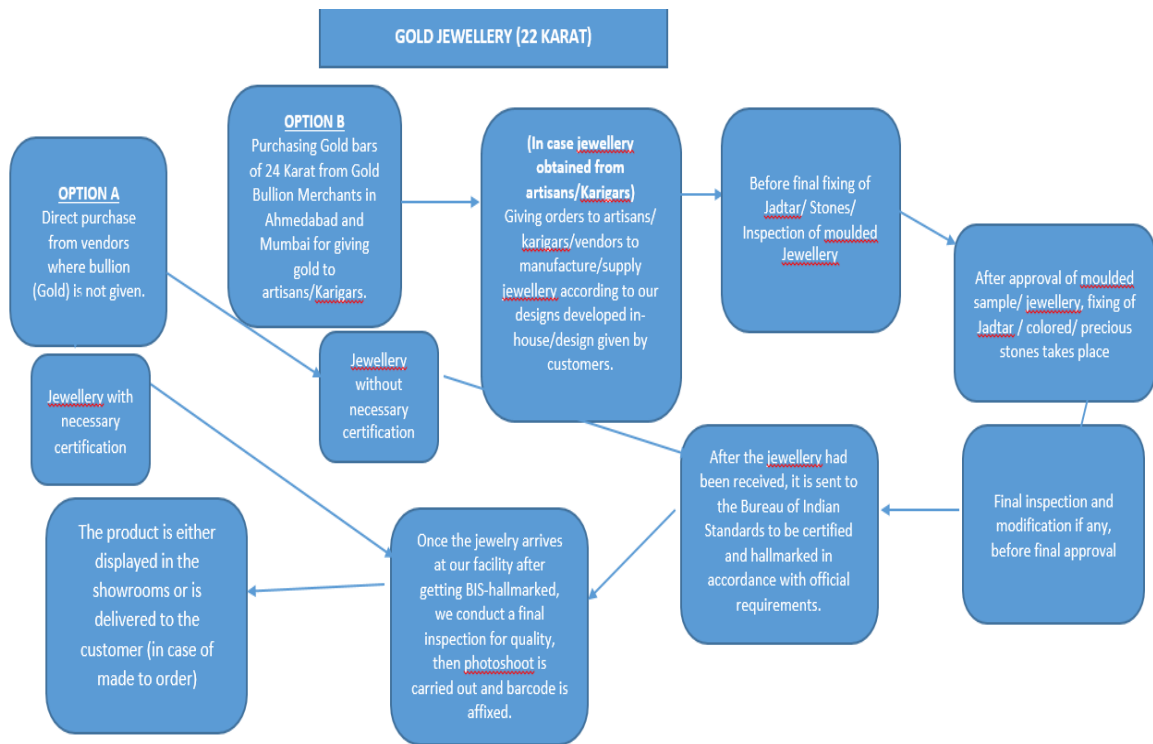 GOLD JEWELLERY (22 KARAT)
OPTION A
Direct purchase
from vendors
where bullion
(Gold) is not given.
OPTION B
Purchasing Gold bars
of 24 Karat from Gold
Bullion Merchants in
Ahmedabad and
Mumbai for giving
gold to
artisans/Karigars.
(In case jewellery
obtained from
artisans/Karigars)
Giving orders to artisans/
karigars/vendors to
manufacture/supply
jewellery according to our
designs developed in-
house/design given by
customers.
Before final fixing of
Jadtar/ Stones/
Inspection of moulded
Jewellery
After approval of moulded
sample/ jewellery, fixing of
Jadtar / colored/ precious
stones takes place
Jewellery with
necessary
certification
Jewellery
without
necessary
certification
After the jewellery had
been received, it is sent to
the Bureau of Indian
Standards to be certified
and hallmarked in
accordance with official
requirements.
Final inspection and
modification if any,
before final approval
The product is either
displayed in the
showrooms or is
delivered to the
customer (in case of
made to order)
Once the jewelry arrives
at our facility after
getting BIS-hallmarked,
we conduct a final
inspection for quality,
then photoshoot is
carried out and barcode is
affixed.